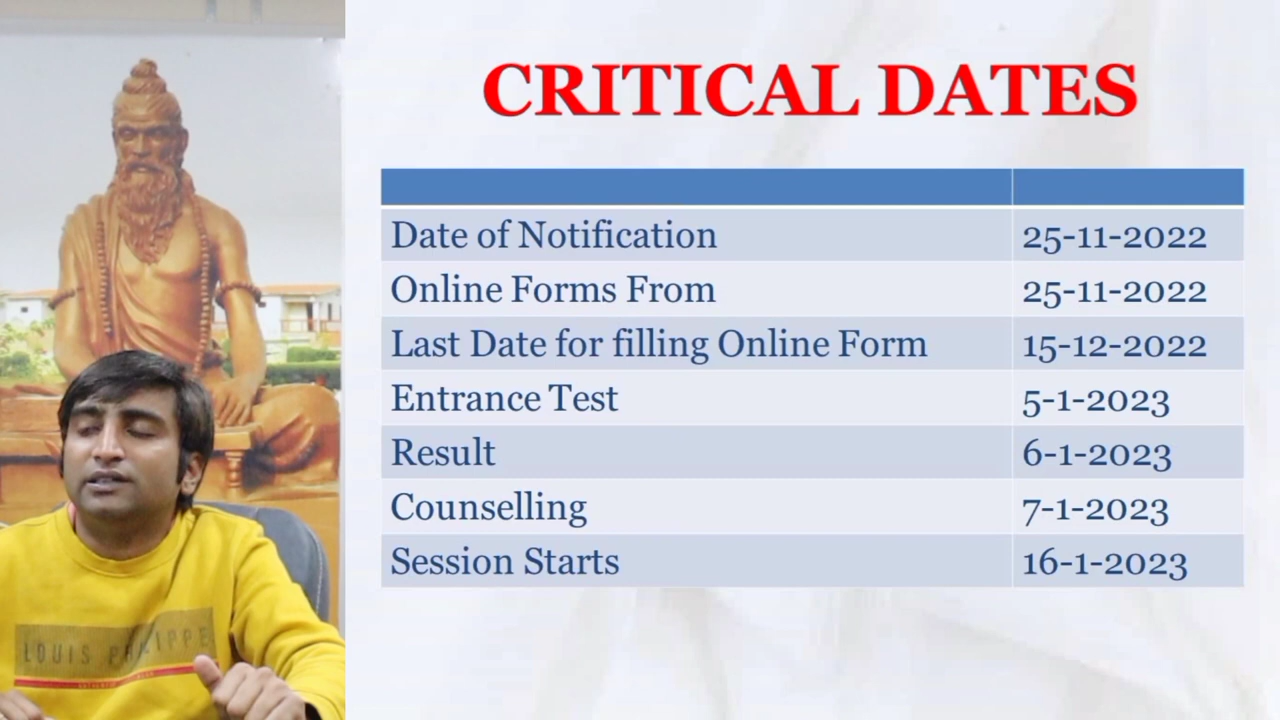 CRITICAL DATES
Date of Notification 25-11-2022
Online Forms From 25-11-2022
Last Date for filling Online Form 15-12-2022
Entrance Test 5-1-2023
Result 6-1-2023
Counselling 7-1-2023
Session Starts 16-1-2023
LOUIS PHILIPPE